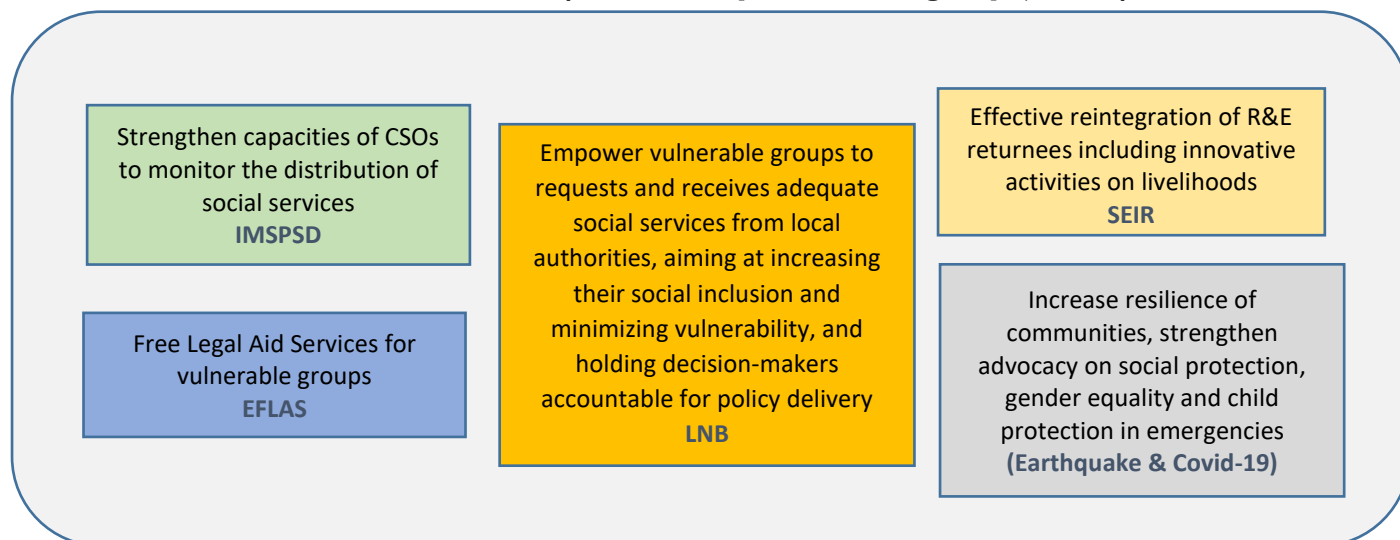 Strengthen capacities of CSOs
to monitor the distribution of
social services
IMSPSD
Free Legal Aid Services for
vulnerable groups
EFLAS
Empower vulnerable groups to
requests and receives adequate
social services from local
authorities, aiming at increasing
their social inclusion and
minimizing vulnerability, and
holding decision-makers
accountable for policy delivery
LNB
Effective reintegration of R&E
returnees including innovative
activities on livelihoods
SEIR
Increase resilience of
communities, strengthen
advocacy on social protection,
gender equality and child
protection in emergencies
(Earthquake & Covid-19)